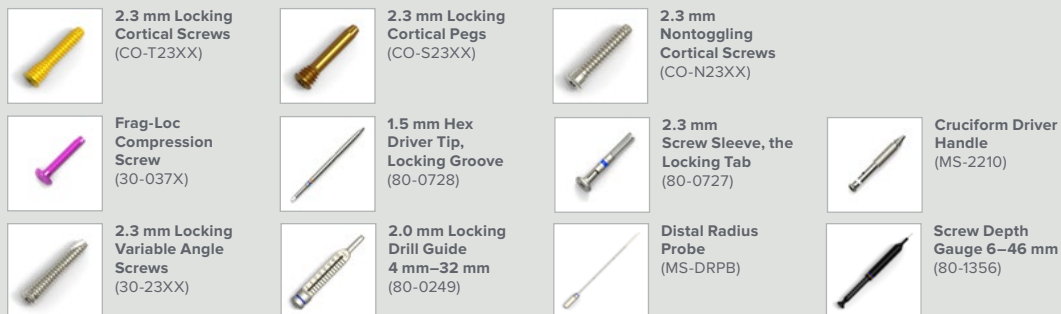 2.3 mm Locking
Cortical Screws
(CO-T23XX)
2.3 mm Locking
Cortical Pegs
(CO-S23XX)
2.3 mm
Nontoggling
Cortical Screws
(CO-N23XX)
Frag-Loc
Compression
Screw
(30-037X)
1.5 mm Hex
Driver Tip,
Locking Groove
(80-0728)
2.3 mm
Screw Sleeve, the
Locking Tab
(80-0727)
Cruciform Driver
Handle
(MS-2210)
2.3 mm Locking
Variable Angle
Screws
(30-23XX)
2.0 mm Locking
Drill Guide
4 mm–32 mm
(80-0249)
Distal Radius
Probe
(MS-DRPB)
Screw Depth
Gauge 6–46 mm
(80-1356)